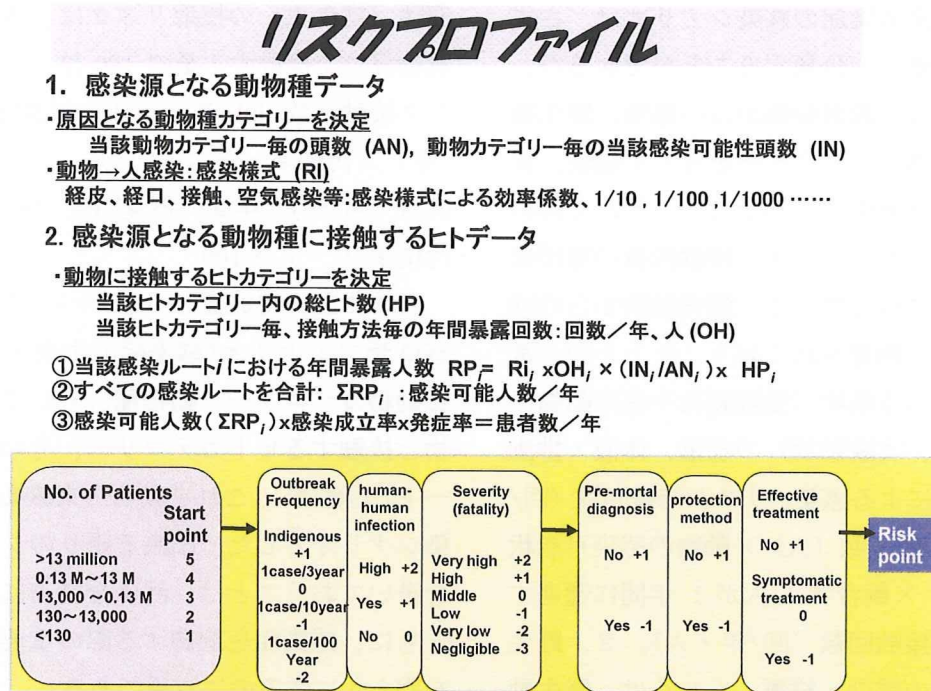 リスクプロファイル
1. 感染源となる動物種データ
・原因となる動物種カテゴリーを決定
当該動物カテゴリー毎の頭数 (AN), 動物カテゴリー毎の当該感染可能性頭数 (IN)
・動物→人感染:感染様式 (RI)
経皮、経口、接触、空気感染等:感染様式による効率係数、1/10 , 1/100 ,1/1000 ……
2. 感染源となる動物種に接触するヒトデータ
・動物に接触するヒトカテゴリーを決定
当該ヒトカテゴリー内の総ヒト数 (HP)
当該ヒトカテゴリー毎、接触方法毎の年間暴露回数:回数/年、人 (OH)
①当該感染ルートiにおける年間暴露人数 RPi= Ri i xOHi × (INi /ANi )x HPi
②すべての感染ルートを合計: ΣRPi :感染可能人数/年
③感染可能人数( ΣRPi )x感染成立率x発症率=患者数/年
No. of Patients
Start
point
>13 million 5
0.13 M~13 M 4
13,000 ~0.13 M 3
130~13,000 2
<130 1
Outbreak
Frequency
Indigenous
+1
1case/3year
0
1case/10year
-1
1case/100
Year
-2
human-
human
infection
High +2
Yes +1
No 0
Severity
(fatality)
Very high +2
High +1
Middle 0
Low -1
Very low -2
Negligible -3
Pre-mortal
diagnosis
No +1
Yes -1
protection
method
No +1
Yes -1
Effective
treatment
No +1
Symptomatic
treatment
0
Yes -1
Risk
point